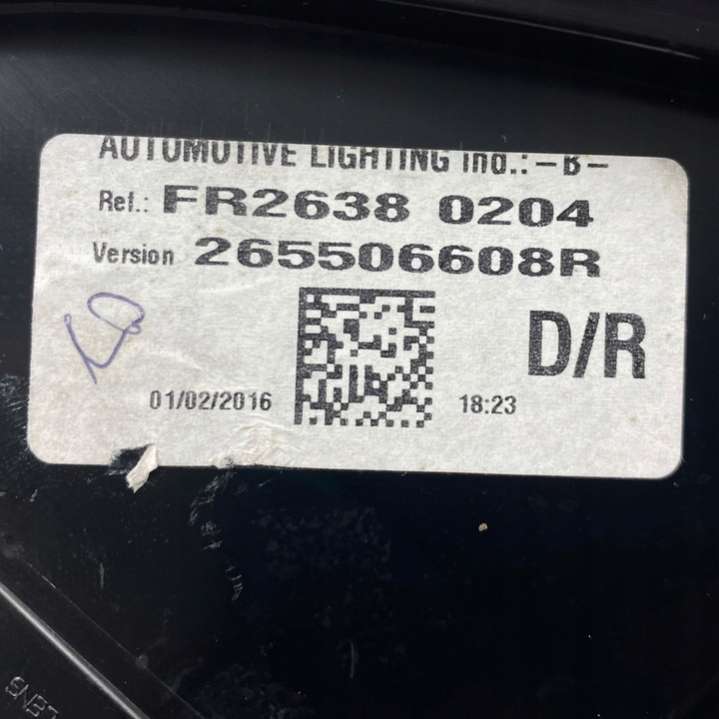 AUTOMOTIVE LIGHTING Ind.: -B-
Ref.: FR2638 0204
Version 265506608R
D/R
01/02/2016 18:23